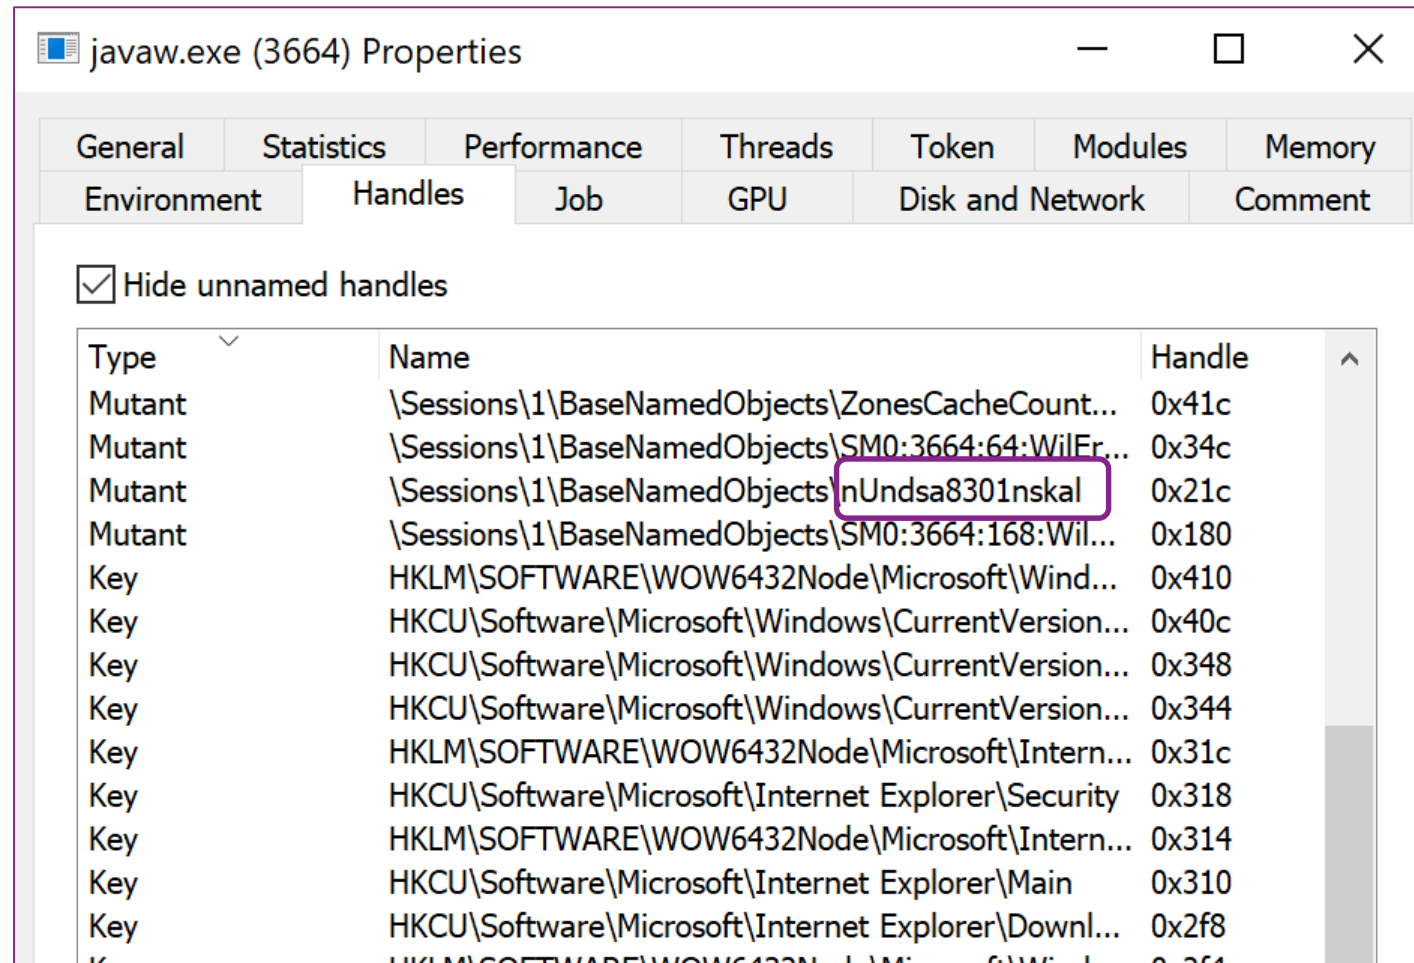 javaw.exe (3664) Properties
General Statistics Performance Threads Token Modules Memory
Environment Handles Job GPU Disk and Network Comment
Hide unnamed handles
Type Name Handle
Mutant \Sessions\1\BaseNamedObjects\ZonesCacheCount... 0x41c
Mutant \Sessions\1\BaseNamedObjects\SM0:3664:64:WilEr... 0x34c
Mutant \Sessions\1\BaseNamedObjects\nUndsa8301nskal 0x21c
Mutant \Sessions\1\BaseNamedObjects\SM0:3664:168:Wil... 0x180
Key HKLM\SOFTWARE\WOW6432Node\Microsoft\Wind... 0x410
Key HKCU\Software\Microsoft\Windows\CurrentVersion... 0x40c
Key HKCU\Software\Microsoft\Windows\CurrentVersion... 0x348
Key HKCU\Software\Microsoft\Windows\CurrentVersion... 0x344
Key HKLM\SOFTWARE\WOW6432Node\Microsoft\Intern... 0x31c
Key HKCU\Software\Microsoft\Internet Explorer\Security 0x318
Key HKLM\SOFTWARE\WOW6432Node\Microsoft\Intern... 0x314
Key HKCU\Software\Microsoft\Internet Explorer\Main 0x310
Key HKCU\Software\Microsoft\Internet Explorer\Downl... 0x2f8